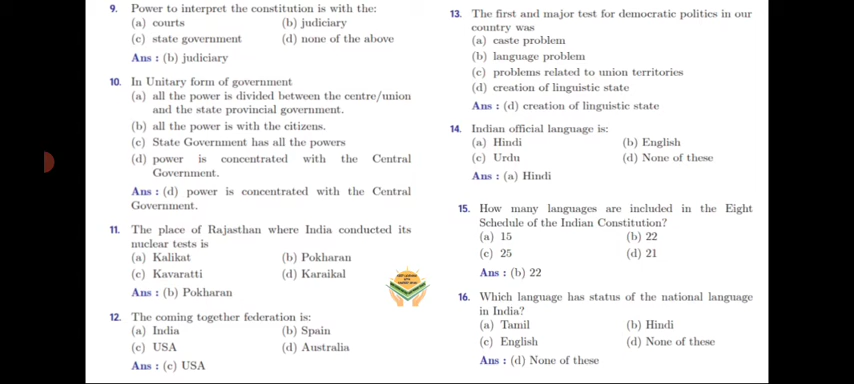 9. Power to interpret the constitution is with the:
(a) courts (b) judiciary
(c) state government (d) none of the above
Ans : (b) judiciary
10. In Unitary form of government
(a) all the power is divided between the centre/union
and the state provincial government.
(b) all the power is with the citizens.
(c) State Government has all the powers
(d) power is concentrated with the Central
Government.
Ans : (d) power is concentrated with the Central
Government.
11. The place of Rajasthan where India conducted its
nuclear tests is
(a) Kalikat (b) Pokharan
(c) Kavaratti (d) Karaikal
Ans : (b) Pokharan
12. The coming together federation is:
(a) India (b) Spain
(c) USA (d) Australia
Ans : (c) USA
13. The first and major test for democratic politics in our
country was
(a) caste problem
(b) language problem
(c) problems related to union territories
(d) creation of linguistic state
Ans : (d) creation of linguistic state
14. Indian official language is:
(a) Hindi (b) English
(c) Urdu (d) None of these
Ans : (a) Hindi
15. How many languages are included in the Eight
Schedule of the Indian Constitution?
(a) 15 (b) 22
(c) 25 (d) 21
Ans : (b) 22
16. Which language has status of the national language
in India?
(a) Tamil (b) Hindi
(c) English (d) None of these
Ans : (d) None of these